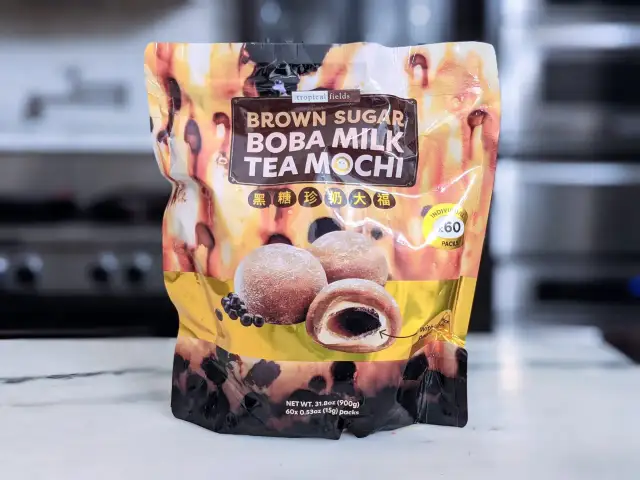 tropical fields
BROWN SUGAR
BOBA MILK
TEA MOCHI
黑糖珍奶大福
x60
PACKS
NET WT. 31.8oz (900g)
60x 0.53oz (15g) packs